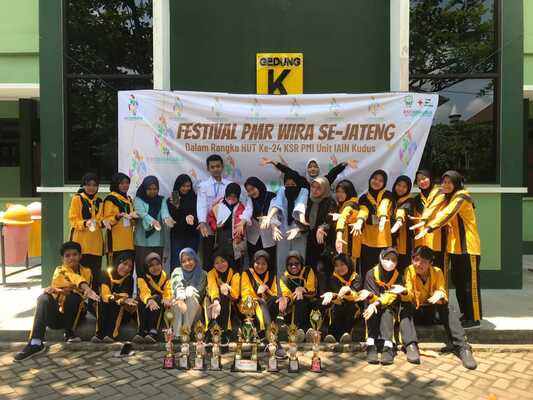 GEDUNG
K
FESTIVAL PMR WIRA SE-JATENG
Dalam Rangka HUT Ke-24 KSR PMI Unit IAIN Kudus